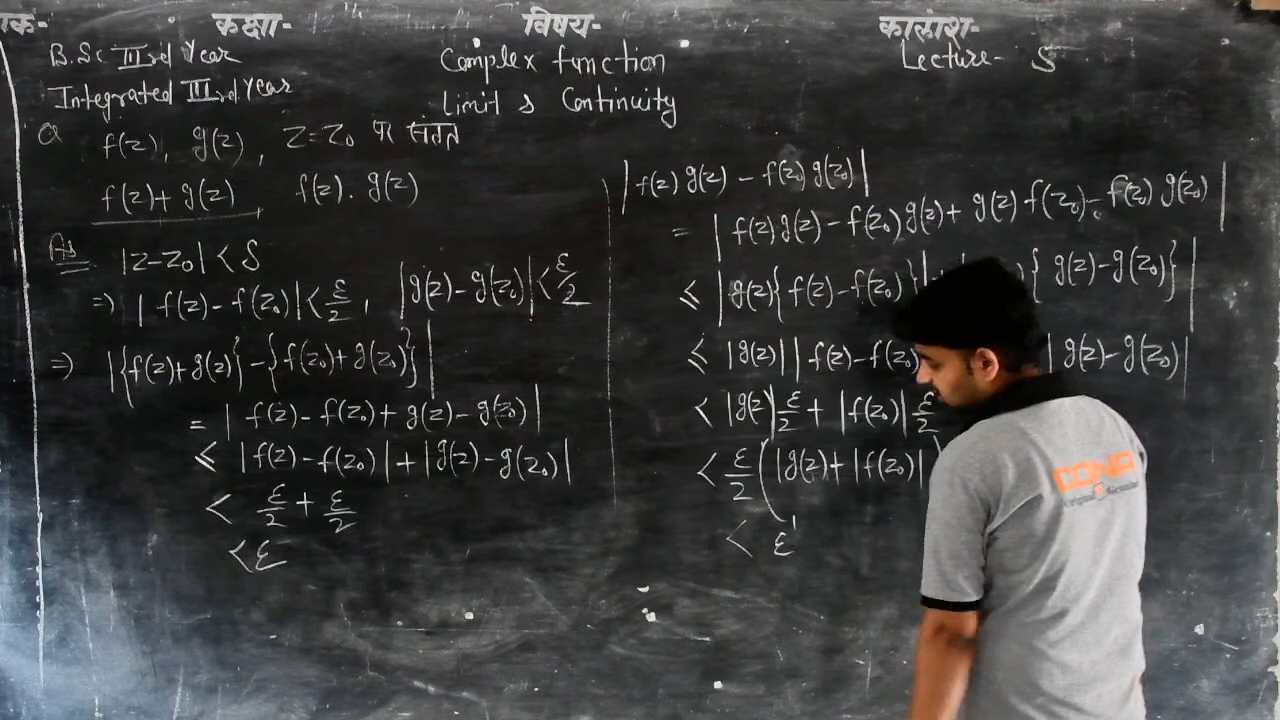 क- कक्षा- 12th विषय- कालांश-
B.Sc IIIrd Year Complex function Lecture- 5
Integrated IIIrd Year Limit & Continuity
Q f(z), g(z), z=z₀ पर सतत
f(z)+g(z), f(z).g(z)
As |z-z₀|<δ
=> |f(z)-f(z₀)|<ε/2, |g(z)-g(z₀)|<ε/2
=> |{f(z)+g(z)}-{f(z₀)+g(z₀)}|
= |f(z)-f(z₀)+g(z)-g(z₀)|
≤ |f(z)-f(z₀)|+|g(z)-g(z₀)|
< ε/2+ε/2
<ε
|f(z)g(z)-f(z₀)g(z₀)|
= |f(z)g(z)-f(z₀)g(z)+g(z)f(z₀)-f(z₀)g(z₀)|
≤ |g(z){f(z)-f(z₀)}| {g(z)-g(z₀)}|
≤ |g(z)||f(z)-f(z₀) |g(z)-g(z₀)|
< |g(z)|ε/2+|f(z₀)|ε/2
< ε/2(|g(z)+|f(z₀)|)
< ε'